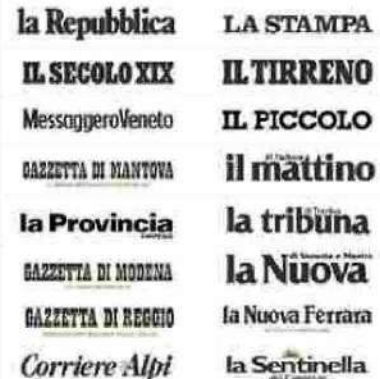 la Repubblica
LA STAMPA
IL SECOLO XIX
IL TIRRENO
MessaggeroVeneto
IL PICCOLO
GAZZETTA DI MANTOVA
il mattino
la Provincia
la tribuna
GAZZETTA DI MODENA
la Nuova
GAZZETTA DI REGGIO
la Nuova Ferrara
Corriere Alpi
la Sentinella